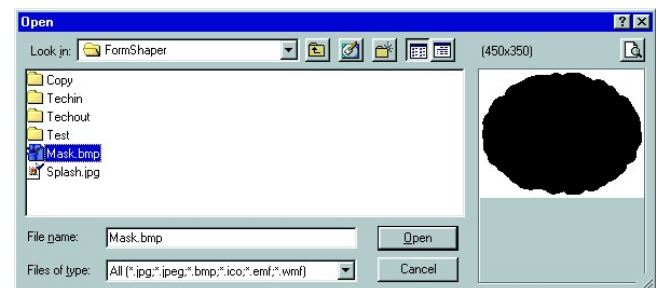 Open
Look in: FormShaper (450x350)
Copy
Techin
Techout
Test
Mask.bmp
Splash.jpg
File name: Mask.bmp Open
Files of type: All (*.jpg;*.jpeg;*.bmp;*.ico;*.emf;*.wmf) Cancel